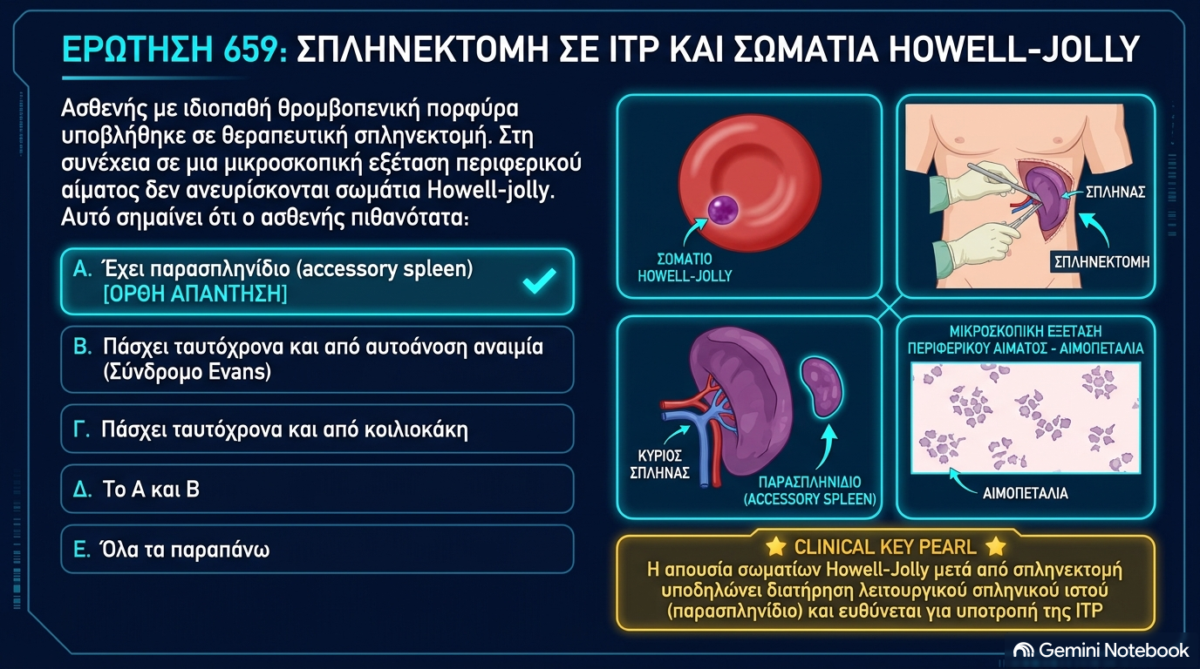 ΕΡΩΤΗΣΗ 659: ΣΠΛΗΝΕΚΤΟΜΗ ΣΕ ITP ΚΑΙ ΣΩΜΑΤΙΑ HOWELL-JOLLY
Ασθενής με ιδιοπαθή θρομβοπενική πορφύρα
υποβλήθηκε σε θεραπευτική σπληνεκτομή. Στη
συνέχεια σε μια μικροσκοπική εξέταση περιφερικού
αίματος δεν ανευρίσκονται σωμάτια Howell-jolly.
Αυτό σημαίνει ότι ο ασθενής πιθανότατα:
Α. Έχει παρασπληνίδιο (accessory spleen)
[ΟΡΘΗ ΑΠΑΝΤΗΣΗ]
Β. Πάσχει ταυτόχρονα και από αυτοάνοση αναιμία
(Σύνδρομο Evans)
Γ. Πάσχει ταυτόχρονα και από κοιλιοκάκη
Δ. Το Α και Β
Ε. Όλα τα παραπάνω
ΣΩΜΑΤΙΟ
HOWELL-JOLLY
ΣΠΛΗΝΑΣ
ΣΠΛΗΝΕΚΤΟΜΗ
ΚΥΡΙΟΣ
ΣΠΛΗΝΑΣ
ΠΑΡΑΣΠΛΗΝΙΔΙΟ
(ACCESSORY SPLEEN)
ΜΙΚΡΟΣΚΟΠΙΚΗ ΕΞΕΤΑΣΗ
ΠΕΡΙΦΕΡΙΚΟΥ ΑΙΜΑΤΟΣ - ΑΙΜΟΠΕΤΑΛΙΑ
ΑΙΜΟΠΕΤΑΛΙΑ
CLINICAL KEY PEARL
Η απουσία σωματίων Howell-Jolly μετά από σπληνεκτομή
υποδηλώνει διατήρηση λειτουργικού σπληνικού ιστού
(παρασπληνίδιο) και ευθύνεται για υποτροπή της ITP
Gemini Notebook